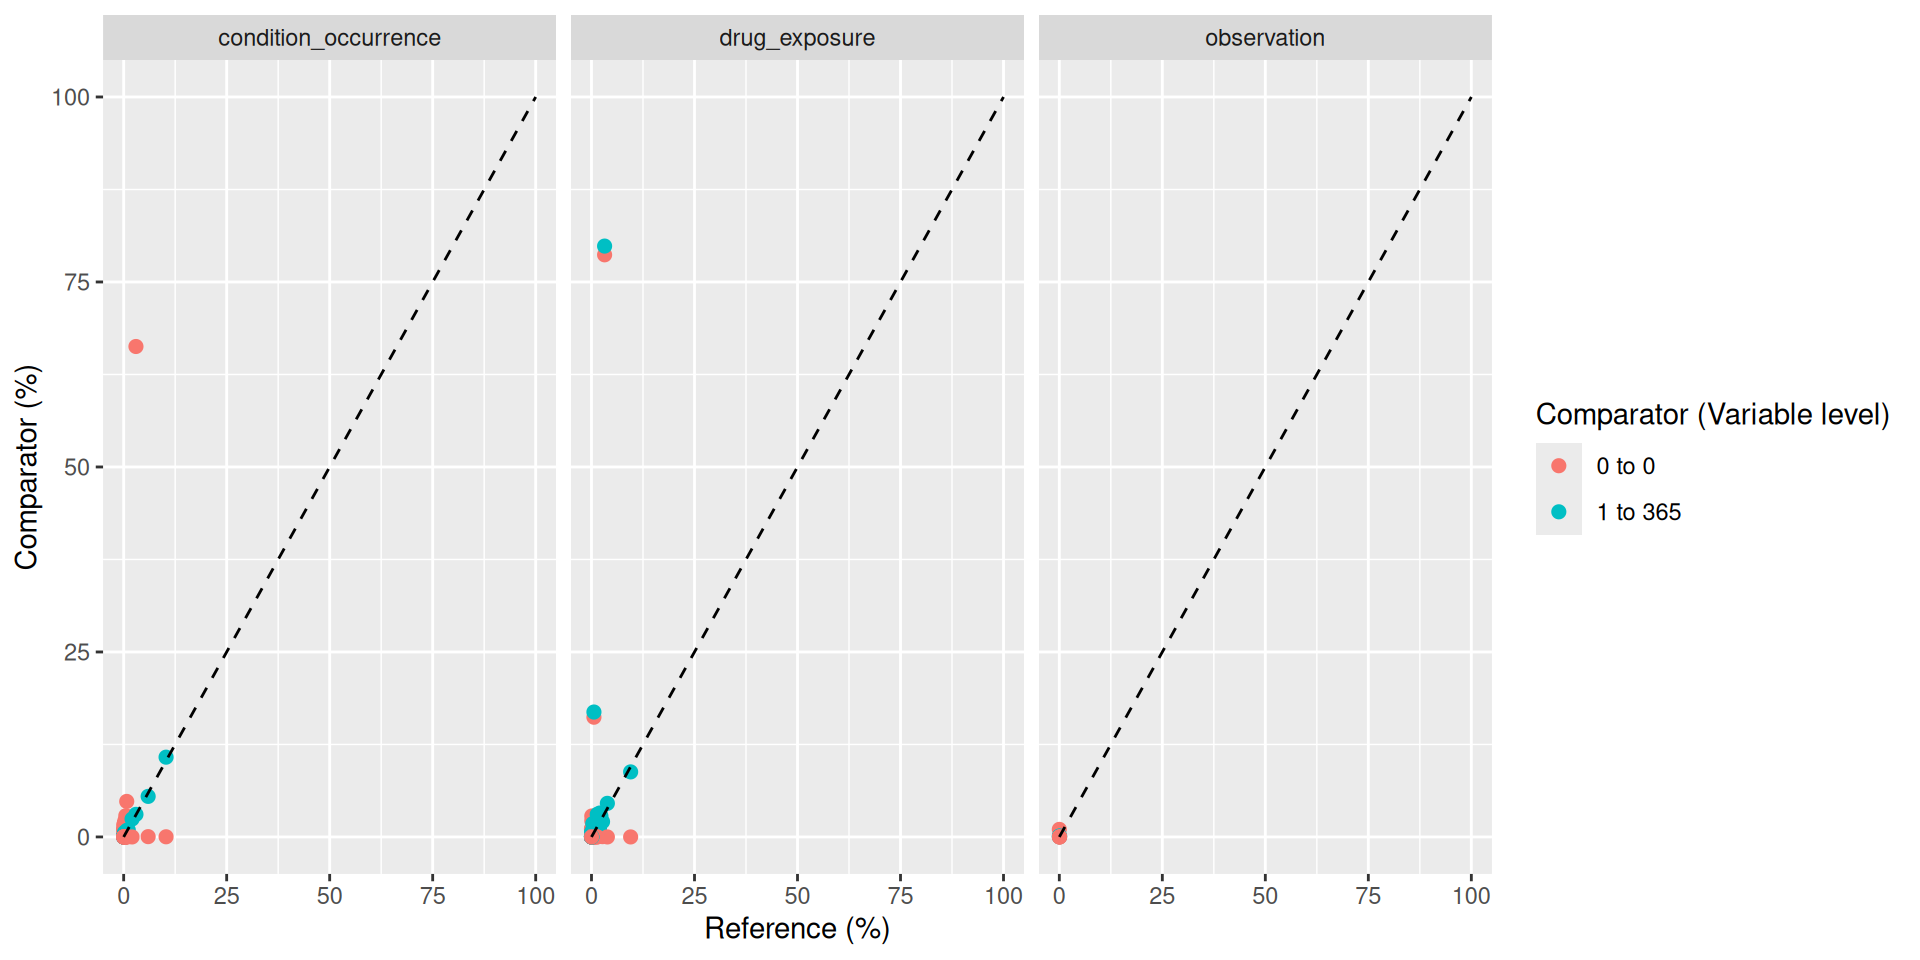 condition_occurrence
drug_exposure
observation
100
75
50
25
0
Comparator (%)
0 25 50 75 100
0 25 50 75 100
0 25 50 75 100
Reference (%)
Comparator (Variable level)
0 to 0
1 to 365